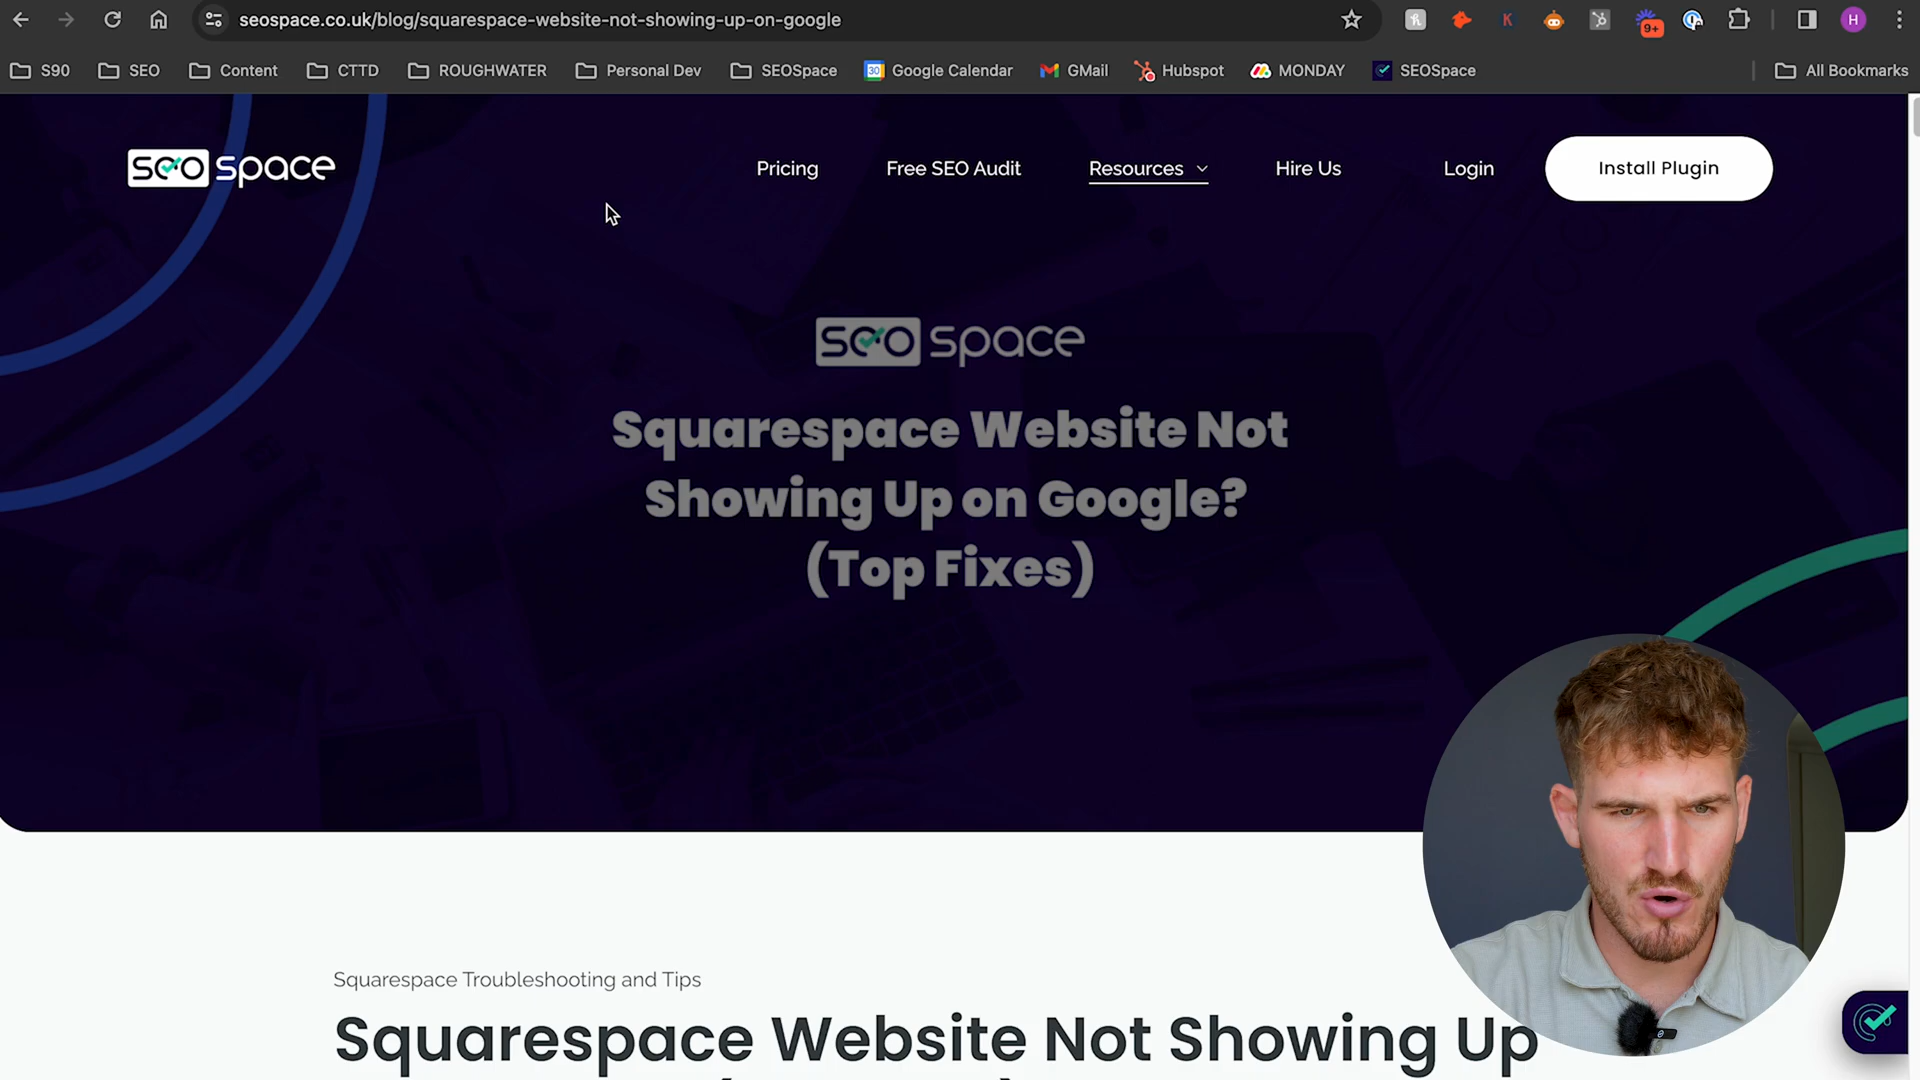 seospace.co.uk/blog/squarespace-website-not-showing-up-on-google
K
9+
H
S90
SEO
Content
CTTD
ROUGHWATER
Personal Dev
SEOSpace
30
Google Calendar
GMail
Hubspot
MONDAY
SEOSpace
All Bookmarks
seo space
Pricing
Free SEO Audit
Resources
Hire Us
Login
Install Plugin
seo space
Squarespace Website Not
Showing Up on Google?
(Top Fixes)
Squarespace Troubleshooting and Tips
Squarespace Website Not Showing Up